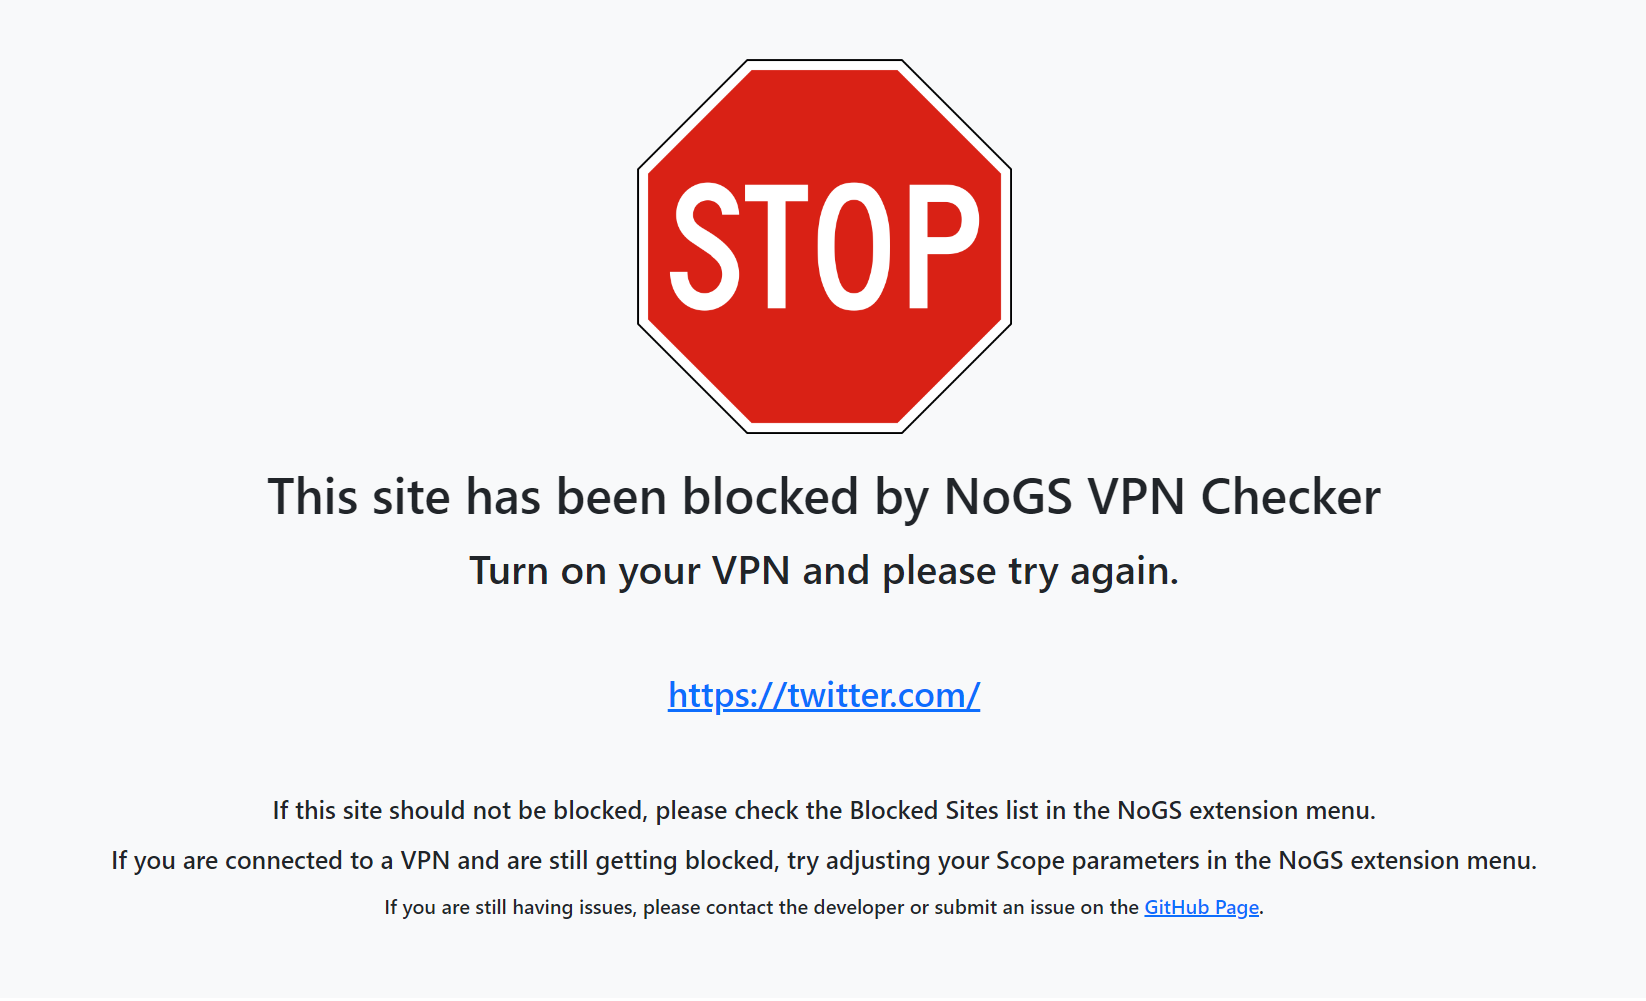 STOP
This site has been blocked by NoGS VPN Checker
Turn on your VPN and please try again.
https://twitter.com/
If this site should not be blocked, please check the Blocked Sites list in the NoGS extension menu.
If you are connected to a VPN and are still getting blocked, try adjusting your Scope parameters in the NoGS extension menu.
If you are still having issues, please contact the developer or submit an issue on the GitHub Page.